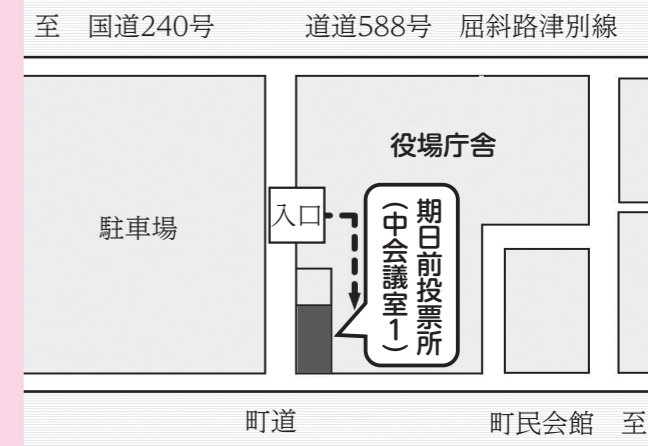 至 国道240号 道道588号 屈斜路津別線
役場庁舎
駐車場
入口
期日前投票所
(中会議室1)
町道
町民会館 至